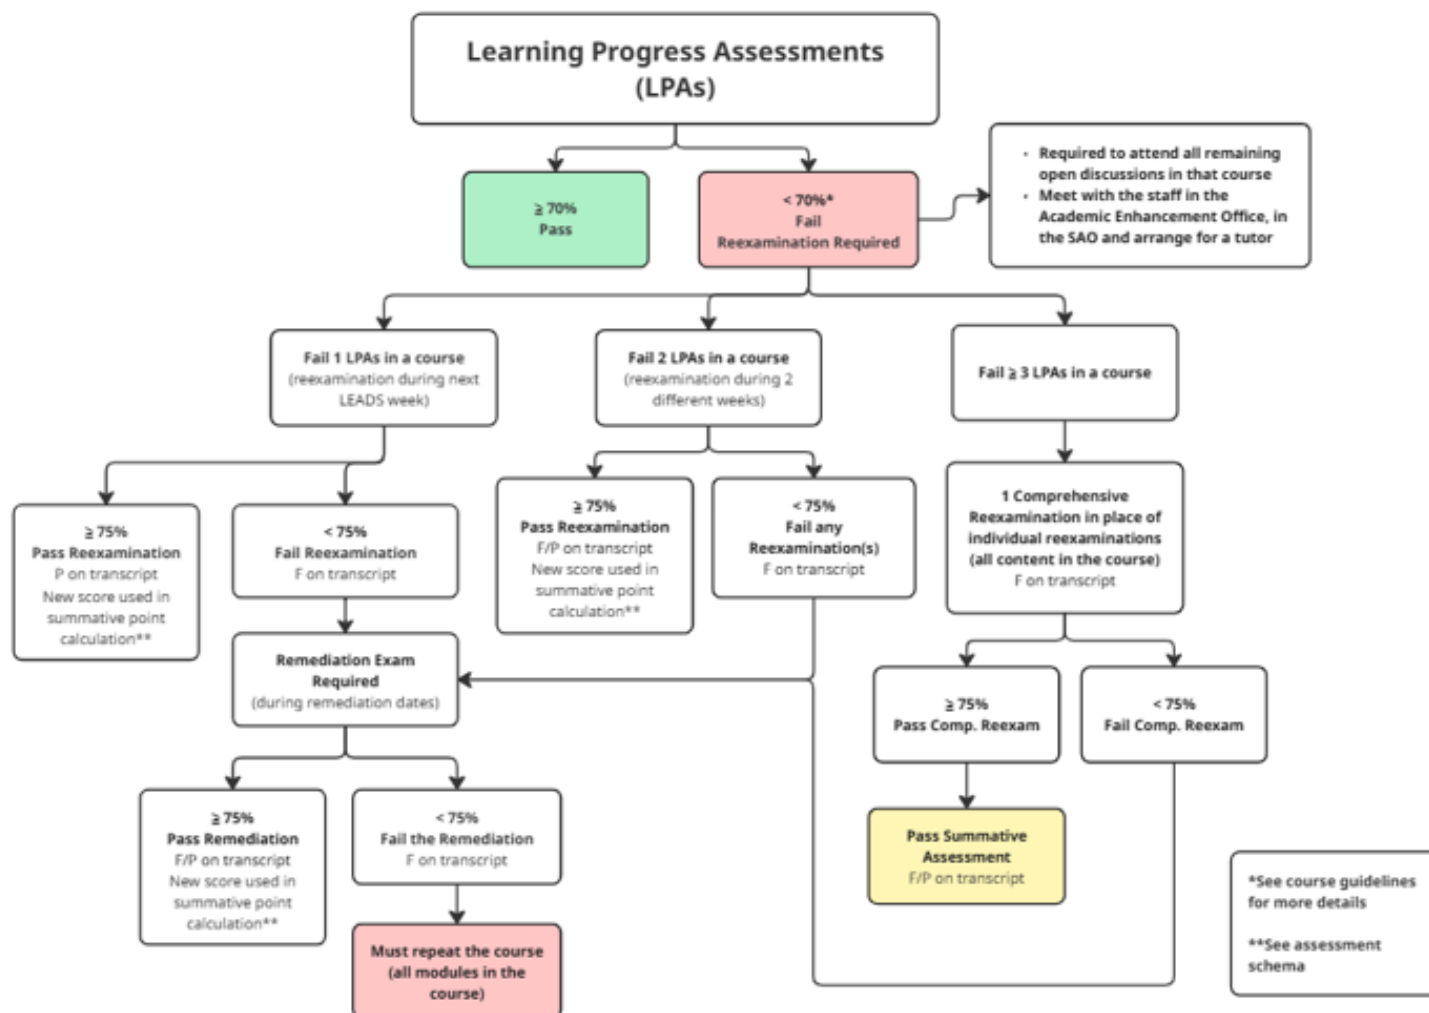 Learning Progress Assessments
(LPAs)
≧ 70%
Pass
< 70%*
Fail
Reexamination Required
• Required to attend all remaining
open discussions in that course
• Meet with the staff in the
Academic Enhancement Office, in
the SAO and arrange for a tutor
Fail 1 LPAs in a course
(reexamination during next
LEADS week)
Fail 2 LPAs in a course
(reexamination during 2
different weeks)
Fail ≧ 3 LPAs in a course
≧ 75%
Pass Reexamination
P on transcript
New score used in
summative point
calculation**
< 75%
Fail Reexamination
F on transcript
≧ 75%
Pass Reexamination
F/P on transcript
New score used in
summative point
calculation**
< 75%
Fail any
Reexamination(s)
F on transcript
1 Comprehensive
Reexamination in place of
individual reexaminations
(all content in the course)
F on transcript
Remediation Exam
Required
(during remediation dates)
≧ 75%
Pass Comp. Reexam
< 75%
Fail Comp. Reexam
≧ 75%
Pass Remediation
F/P on transcript
New score used in
summative point
calculation**
< 75%
Fail the Remediation
F on transcript
Pass Summative
Assessment
F/P on transcript
Must repeat the course
(all modules in the
course)
*See course guidelines
for more details
**See assessment
schema